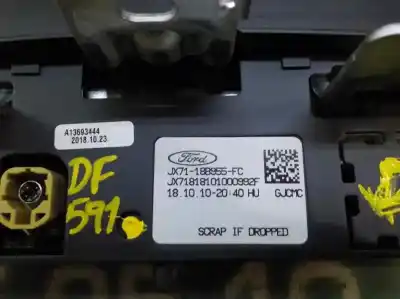 A13693444
2018.10.23
Ford
JX71-18B955-FC
JX71818101000992F
18.10.10-20:40 HU GJCMC
SCRAP IF DROPPED
DF
591